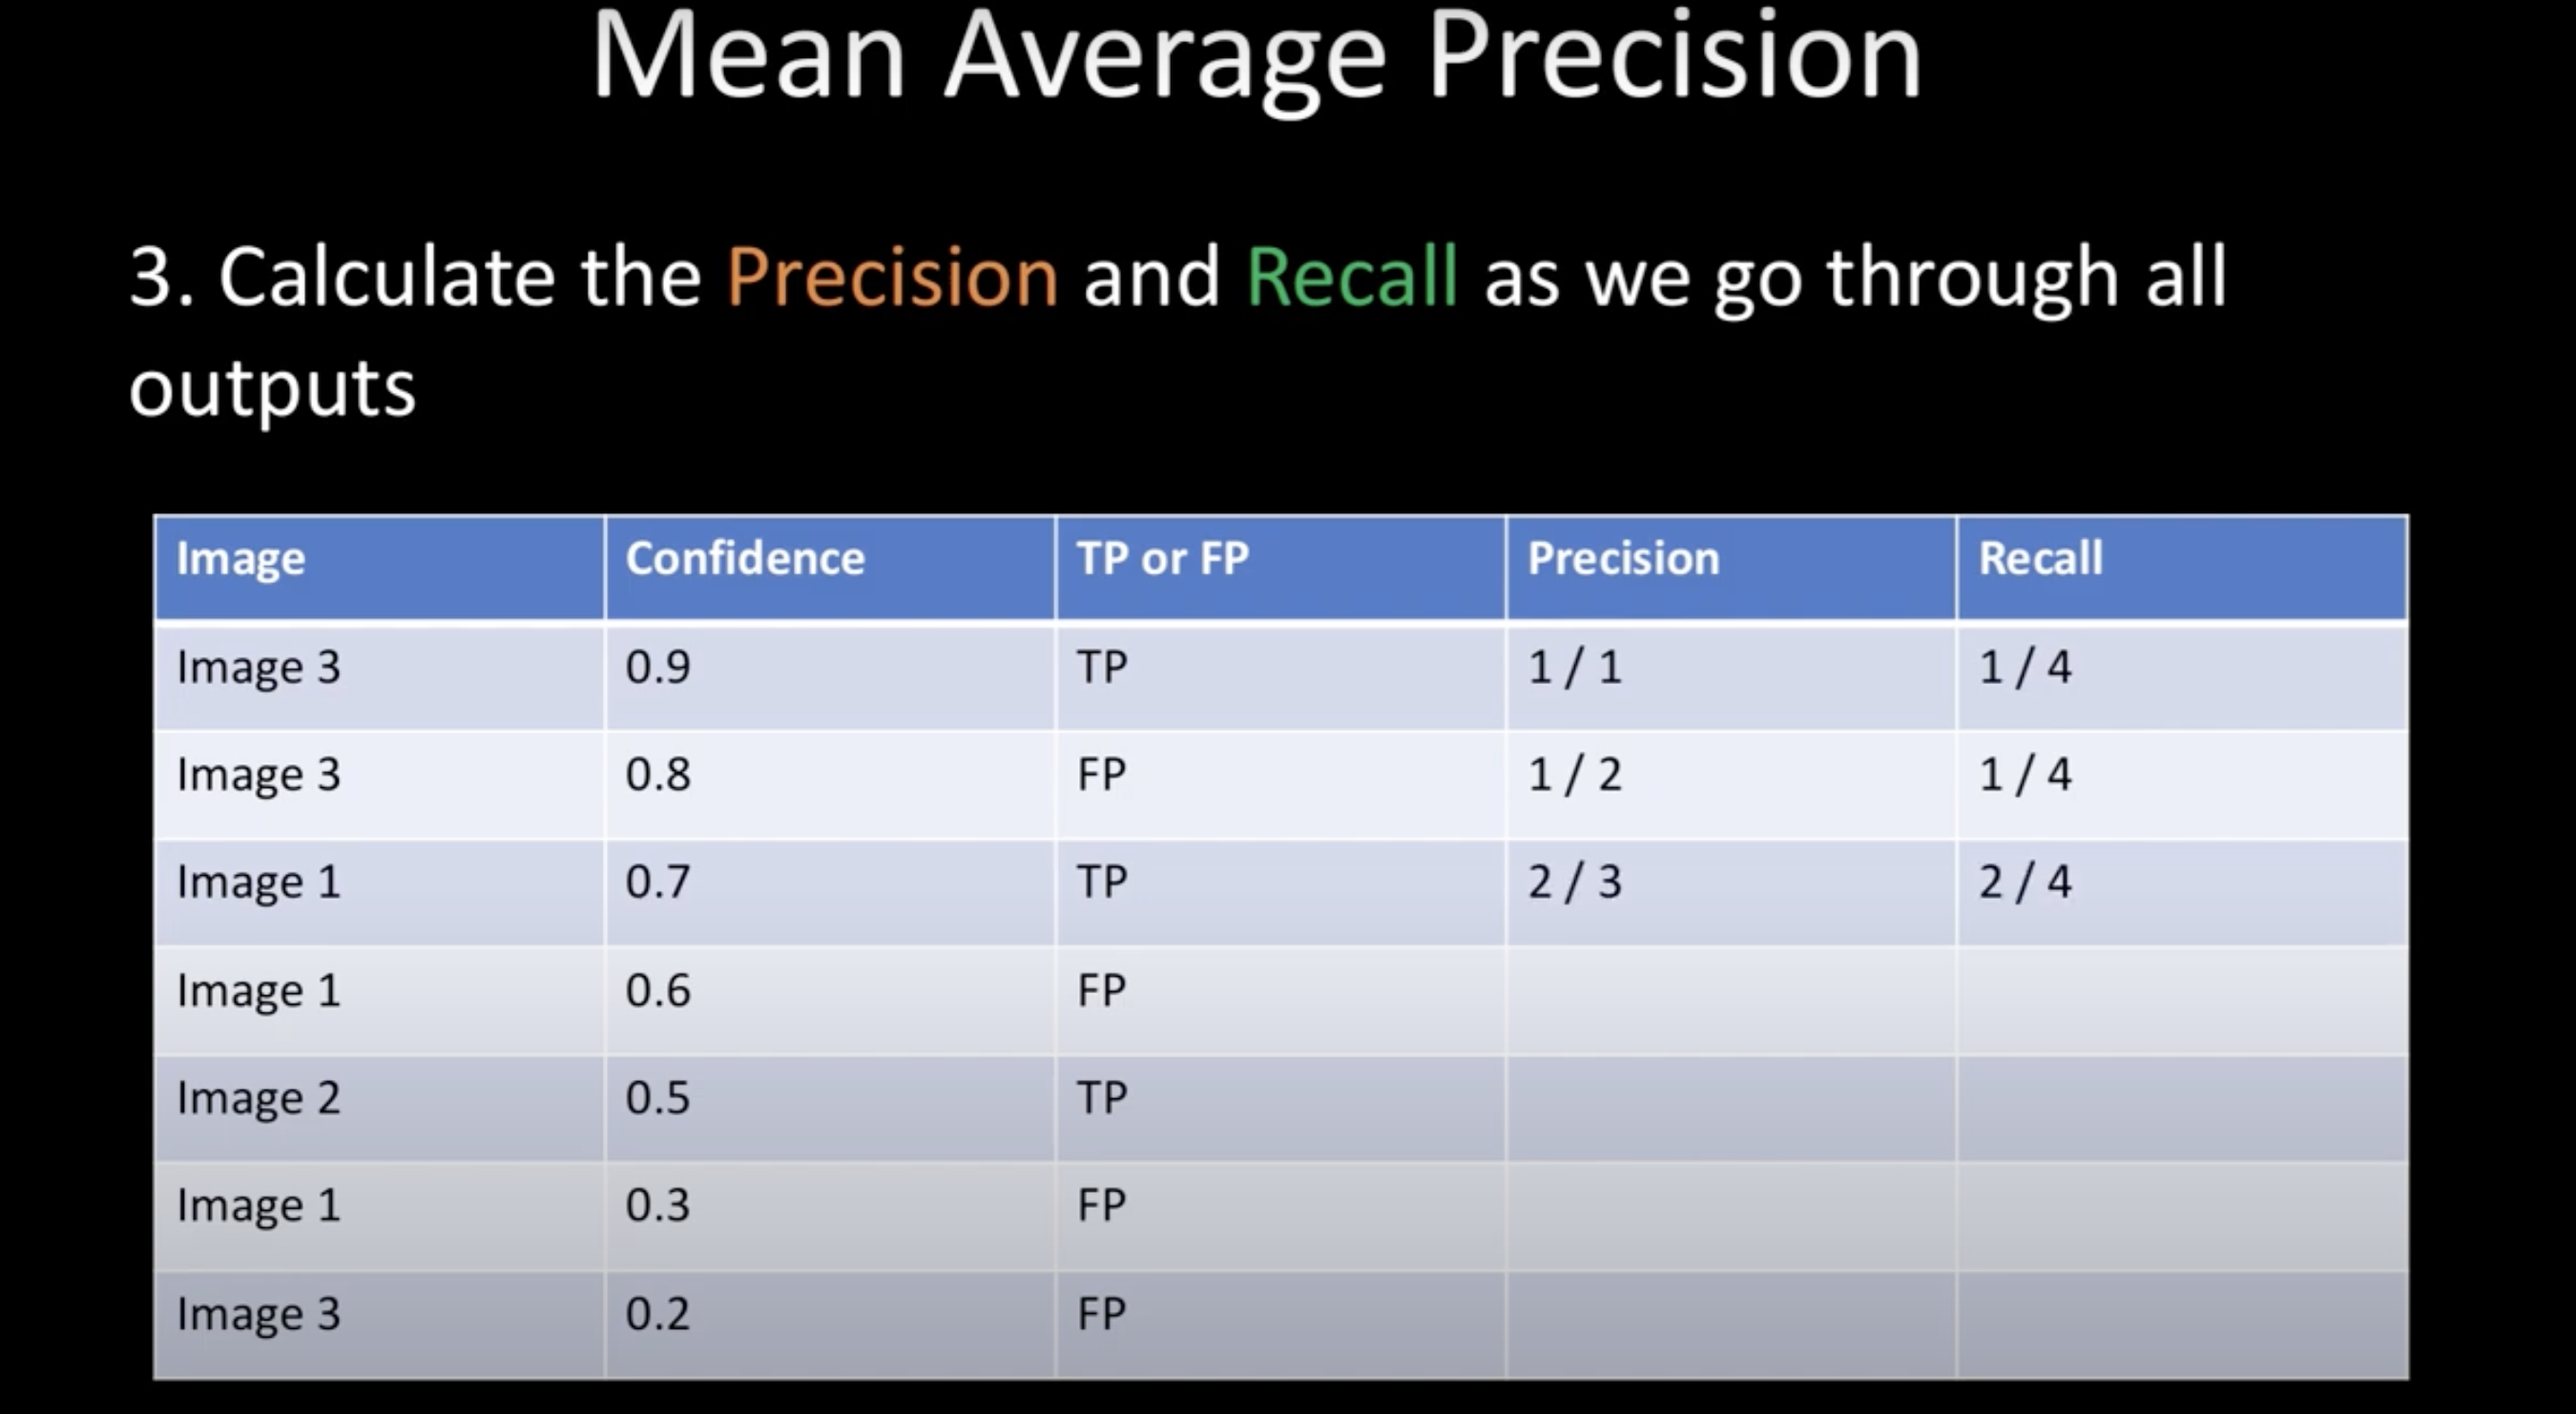 Mean Average Precision
3. Calculate the Precision and Recall as we go through all
outputs
Image Confidence TP or FP Precision Recall
Image 3 0.9 TP 1 / 1 1 / 4
Image 3 0.8 FP 1 / 2 1 / 4
Image 1 0.7 TP 2 / 3 2 / 4
Image 1 0.6 FP
Image 2 0.5 TP
Image 1 0.3 FP
Image 3 0.2 FP